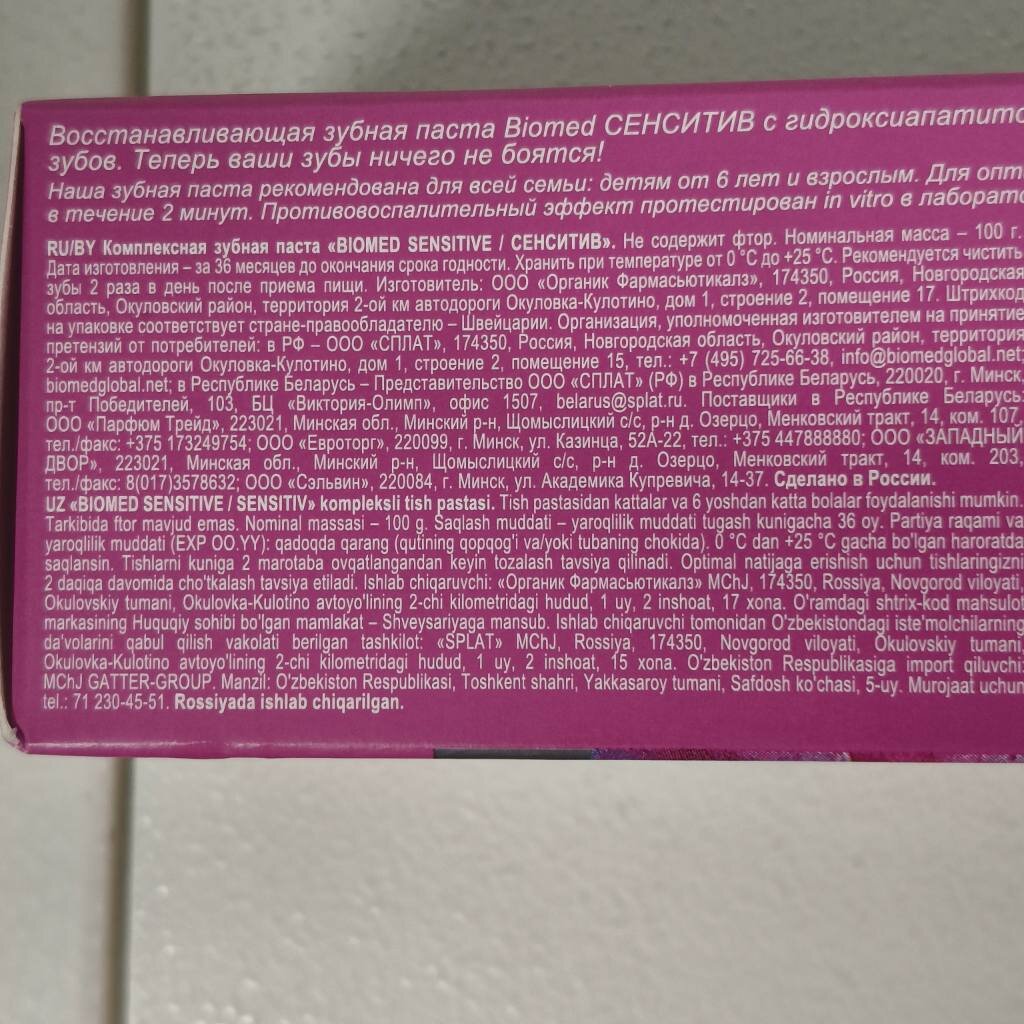 Восстанавливающая зубная паста Biomed СЕНСИТИВ с гидроксиапатито
зубов. Теперь ваши зубы ничего не боятся!
Наша зубная паста рекомендована для всей семьи: детям от 6 лет и взрослым. Для опт
в течение 2 минут. Противовоспалительный эффект протестирован in vitro в лаборато
RU/BY Комплексная зубная паста «BIOMED SENSITIVE / СЕНСИТИВ». Не содержит фтор. Номинальная масса – 100 г.
Дата изготовления – за 36 месяцев до окончания срока годности. Хранить при температуре от 0 °C до +25 °C. Рекомендуется чистить
зубы 2 раза в день после приема пищи. Изготовитель: ООО «Органик Фармасьютикалз», 174350, Россия, Новгородская
область, Окуловский район, территория 2-ой км автодороги Окуловка-Кулотино, дом 1, строение 2, помещение 17. Штрихкод
на упаковке соответствует стране-правообладателю – Швейцарии. Организация, уполномоченная изготовителем на принятие
претензий от потребителей: в РФ – ООО «СПЛАТ», 174350, Россия, Новгородская область, Окуловский район, территория
2-ой км автодороги Окуловка-Кулотино, дом 1, строение 2, помещение 15, тел.: +7 (495) 725-66-38, info@biomedglobal.net;
biomedglobal.net; в Республике Беларусь – Представительство ООО «СПЛАТ» (РФ) в Республике Беларусь, 220020, г. Минск,
пр-т Победителей, 103, БЦ «Виктория-Олимп», офис 1507, belarus@splat.ru. Поставщики в Республике Беларусь:
ООО «Парфюм Трейд», 223021, Минская обл., Минский р-н, Щомыслицкий с/с, р-н д. Озерцо, Менковский тракт, 14, ком. 107,
тел./факс: +375 173249754; ООО «Евроторг», 220099, г. Минск, ул. Казинца, 52А-22, тел.: +375 447888880; ООО «ЗАПАДНЫЙ
ДВОР», 223021, Минская обл., Минский р-н, Щомыслицкий с/с, р-н д. Озерцо, Менковский тракт, 14, ком. 203,
тел./факс: 8(017)3578632; ООО «Сэльвин», 220084, г. Минск, ул. Академика Купревича, 14-37. Сделано в России.
UZ «BIOMED SENSITIVE / SENSITIV» kompleksli tish pastasi. Tish pastasidan kattalar va 6 yoshdan katta bolalar foydalanishi mumkin.
Tarkibida ftor mavjud emas. Nominal massasi – 100 g. Saqlash muddati – yaroqlilik muddati tugash kunigacha 36 oy. Partiya raqami va
yaroqlilik muddati (EXP OO.YY): qadoqda qarang (qutining qopqog'i va/yoki tubaning chokida). 0 °C dan +25 °C gacha bo'lgan haroratda
saqlansin. Tishlarni kuniga 2 marotaba ovqatlangandan keyin tozalash tavsiya qilinadi. Optimal natijaga erishish uchun tishlaringizni
2 daqiqa davomida cho'tkalash tavsiya etiladi. Ishlab chiqaruvchi: «Органик Фармасьютикалз» MChJ, 174350, Rossiya, Novgorod viloyati,
Okulovskiy tumani, Okulovka-Kulotino avtoyo'lining 2-chi kilometridagi hudud, 1 uy, 2 inshoat, 17 xona. O'ramdagi shtrix-kod mahsulot
markasining Huquqiy sohibi bo'lgan mamlakat – Shveysariyaga mansub. Ishlab chiqaruvchi tomonidan O'zbekistondagi iste'molchilarning
da'volarini qabul qilish vakolati berilgan tashkilot: «SPLAT» MChJ, Rossiya, 174350, Novgorod viloyati, Okulovskiy tumani,
Okulovka-Kulotino avtoyo'lining 2-chi kilometridagi hudud, 1 uy, 2 inshoat, 15 xona. O'zbekiston Respublikasiga import qiluvchi:
MChJ GATTER-GROUP. Manzil: O'zbekiston Respublikasi, Toshkent shahri, Yakkasaroy tumani, Safdosh ko'chasi, 5-uy. Murojaat uchun
tel.: 71 230-45-51. Rossiyada ishlab chiqarilgan.